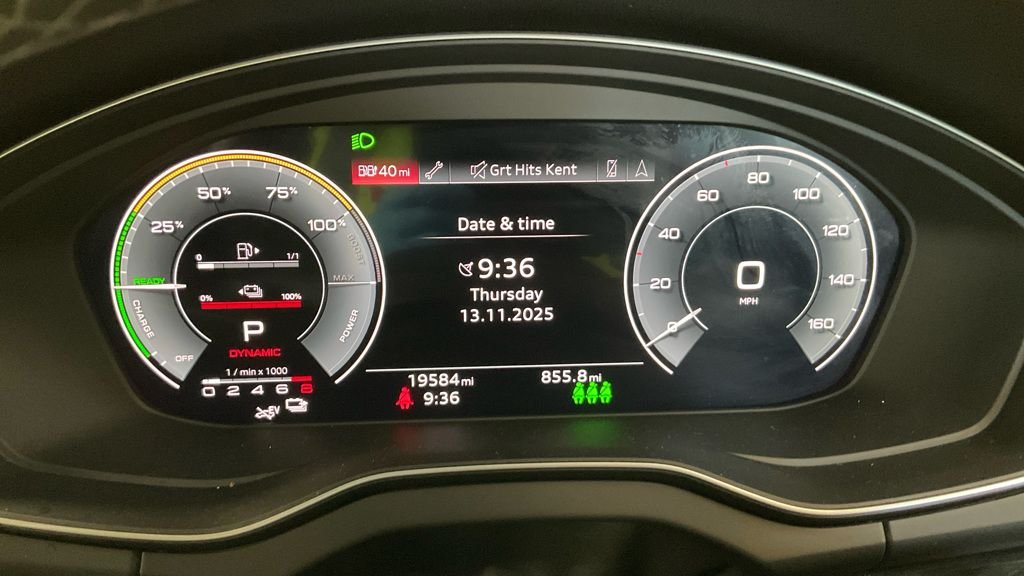 40 mi
Grt Hits Kent
50%
75%
25%
100%
BOOST
READY
MAX
CHARGE
POWER
OFF
0
1/1
0%
100%
P
DYNAMIC
1 / min x 1000
0 2 4 6 8
EV
Date & time
9:36
Thursday
13.11.2025
19584 mi
855.8 mi
9:36
0
20
40
60
80
100
120
140
160
0
MPH